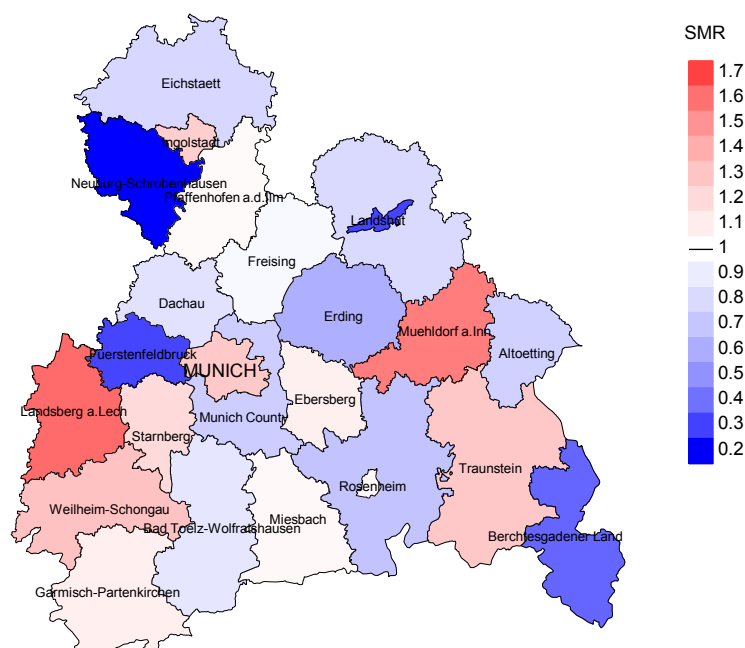 SMR
1.7
1.6
1.5
1.4
1.3
1.2
1.1
1
0.9
0.8
0.7
0.6
0.5
0.4
0.3
0.2
Eichstaett
Ingolstadt
Neuburg-Schrobenhausen
Pfaffenhofen a.d.Ilm
Landshut
Freising
Dachau
Erding
Muehldorf a.Inn
Fuerstenfeldbruck
Altoetting
MUNICH
Ebersberg
Landsberg a.Lech
Munich County
Starnberg
Traunstein
Rosenheim
Weilheim-Schongau
Miesbach
Bad Toelz-Wolfratshausen
Berchtesgadener Land
Garmisch-Partenkirchen